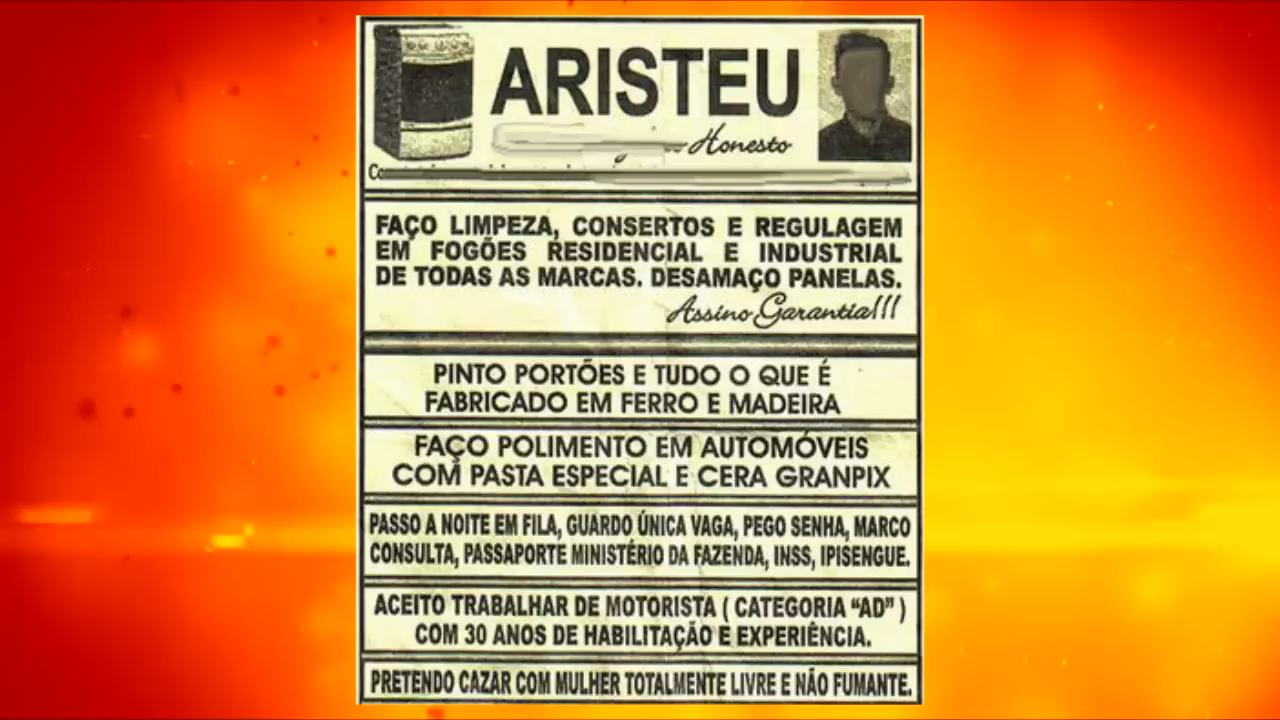 ARISTEU
Honesto
FAÇO LIMPEZA, CONSERTOS E REGULAGEM
EM FOGÕES RESIDENCIAL E INDUSTRIAL
DE TODAS AS MARCAS. DESAMAÇO PANELAS.
Assino Garantia!!!
PINTO PORTÕES E TUDO O QUE É
FABRICADO EM FERRO E MADEIRA
FAÇO POLIMENTO EM AUTOMÓVEIS
COM PASTA ESPECIAL E CERA GRANPIX
PASSO A NOITE EM FILA, GUARDO ÚNICA VAGA, PEGO SENHA, MARCO
CONSULTA, PASSAPORTE MINISTÉRIO DA FAZENDA, INSS, IPISENGUE.
ACEITO TRABALHAR DE MOTORISTA ( CATEGORIA “AD” )
COM 30 ANOS DE HABILITAÇÃO E EXPERIÊNCIA.
PRETENDO CAZAR COM MULHER TOTALMENTE LIVRE E NÃO FUMANTE.